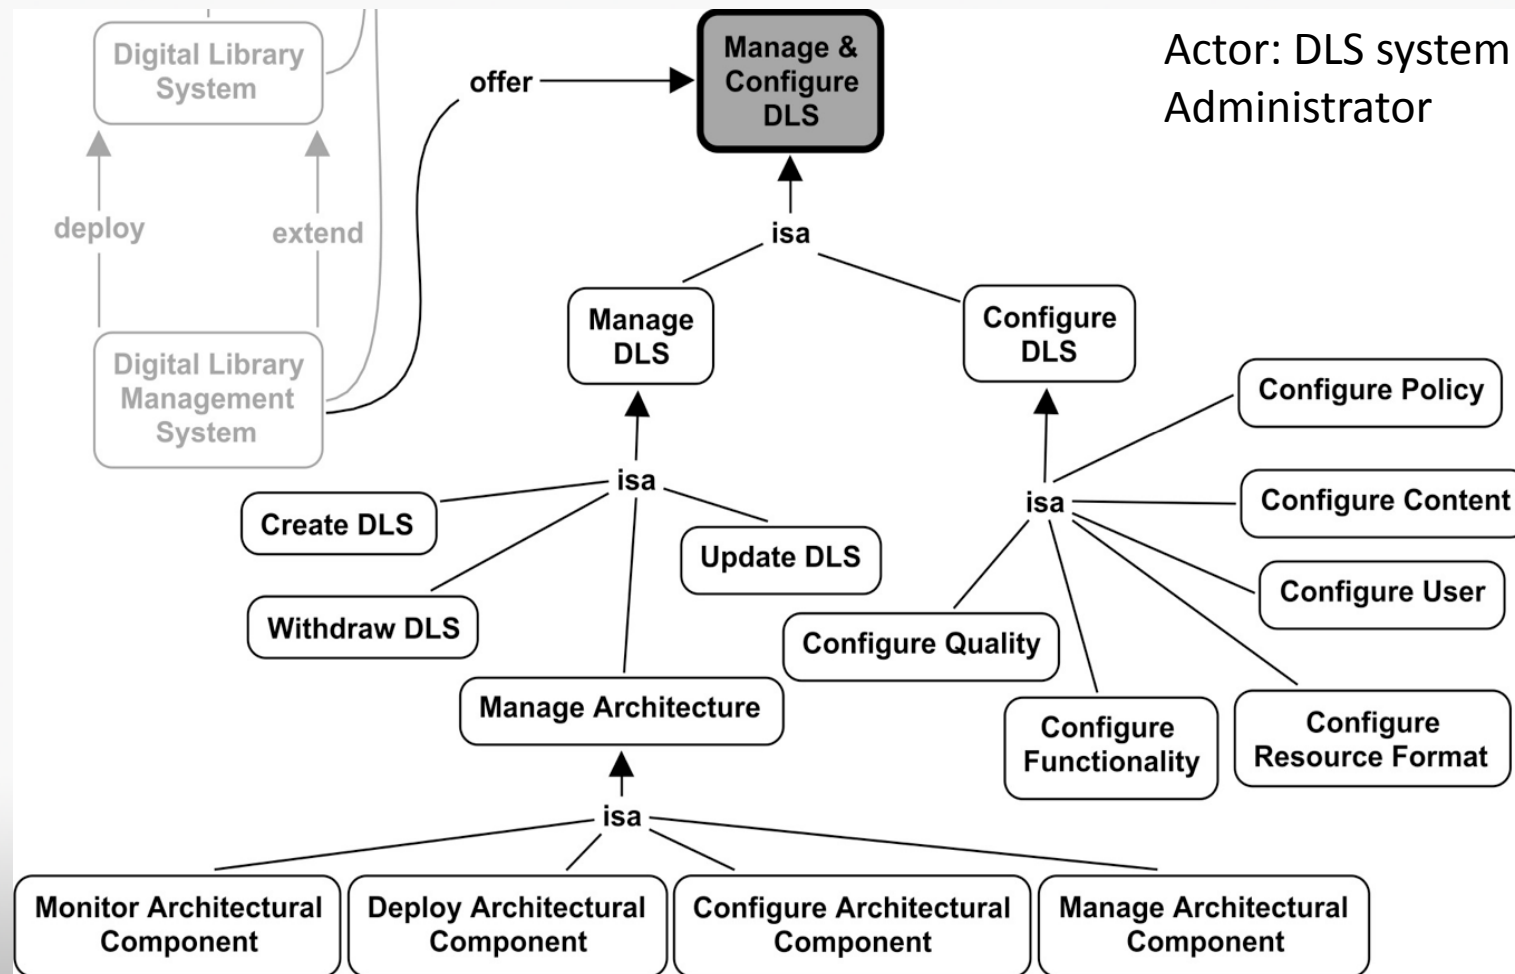 Digital Library
System
offer
Manage &
Configure
DLS
Actor: DLS system
Administrator
deploy
extend
isa
Digital Library
Management
System
Manage
DLS
Configure
DLS
Configure Policy
isa
isa
Create DLS
Update DLS
Configure Content
Withdraw DLS
Configure User
Configure Quality
Manage Architecture
Configure
Functionality
Configure
Resource Format
isa
Monitor Architectural
Component
Deploy Architectural
Component
Configure Architectural
Component
Manage Architectural
Component